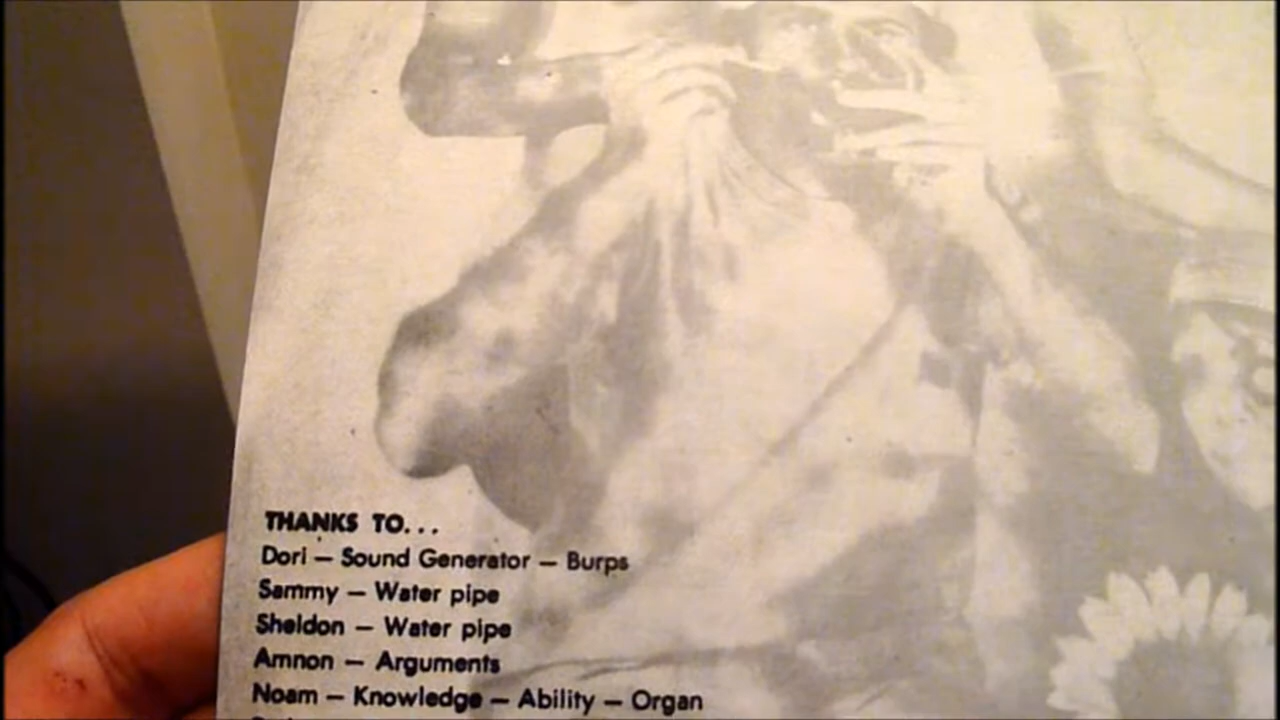 THANKS TO...
Dori — Sound Generator — Burps
Sammy — Water pipe
Sheldon — Water pipe
Amnon — Arguments
Noam — Knowledge — Ability — Organ